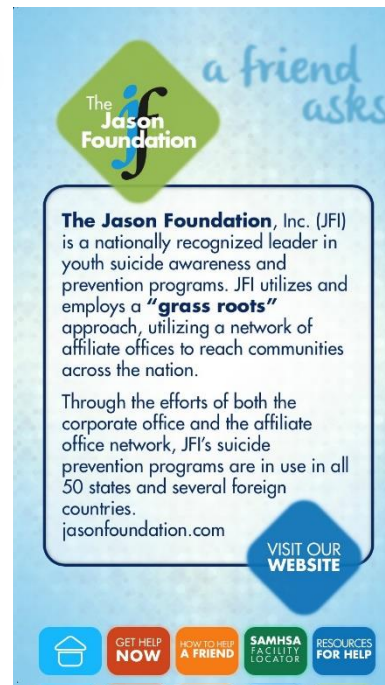 a friend
asks
The
Jason
Foundation
The Jason Foundation, Inc. (JFI)
is a nationally recognized leader in
youth suicide awareness and
prevention programs. JFI utilizes and
employs a "grass roots"
approach, utilizing a network of
affiliate offices to reach communities
across the nation.
Through the efforts of both the
corporate office and the affiliate
office network, JFI's suicide
prevention programs are in use in all
50 states and several foreign
countries.
jasonfoundation.com
VISIT OUR
WEBSITE
GET HELP
NOW
HOW TO HELP
A FRIEND
SAMHSA
FACILITY
LOCATOR
RESOURCES
FOR HELP